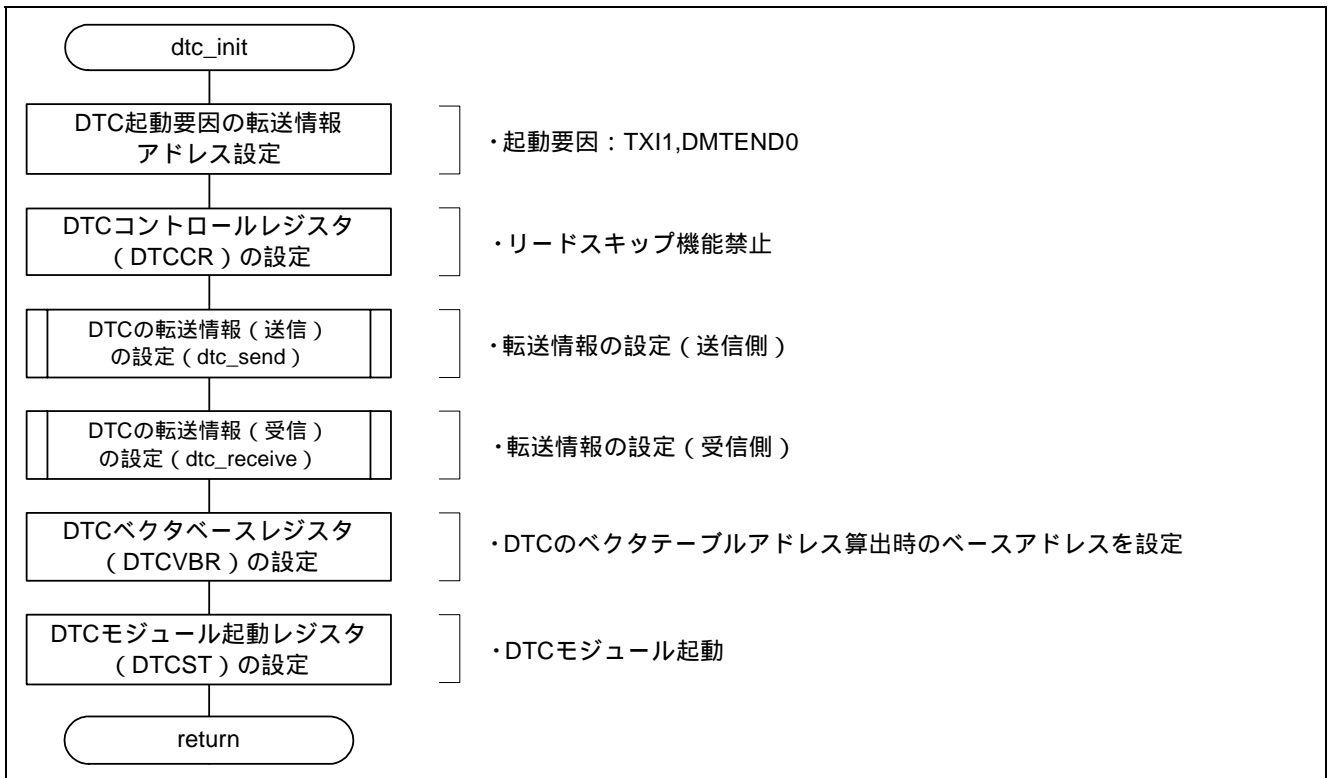 dtc_init
DTC起動要因の転送情報
アドレス設定
・起動要因：TXI1,DMTEND0
DTCコントロールレジスタ
（DTCCR）の設定
・リードスキップ機能禁止
DTCの転送情報（送信）
の設定（dtc_send）
・転送情報の設定（送信側）
DTCの転送情報（受信）
の設定（dtc_receive）
・転送情報の設定（受信側）
DTCベクタベースレジスタ
（DTCVBR）の設定
・DTCのベクタテーブルアドレス算出時のベースアドレスを設定
DTCモジュール起動レジスタ
（DTCST）の設定
・DTCモジュール起動
return